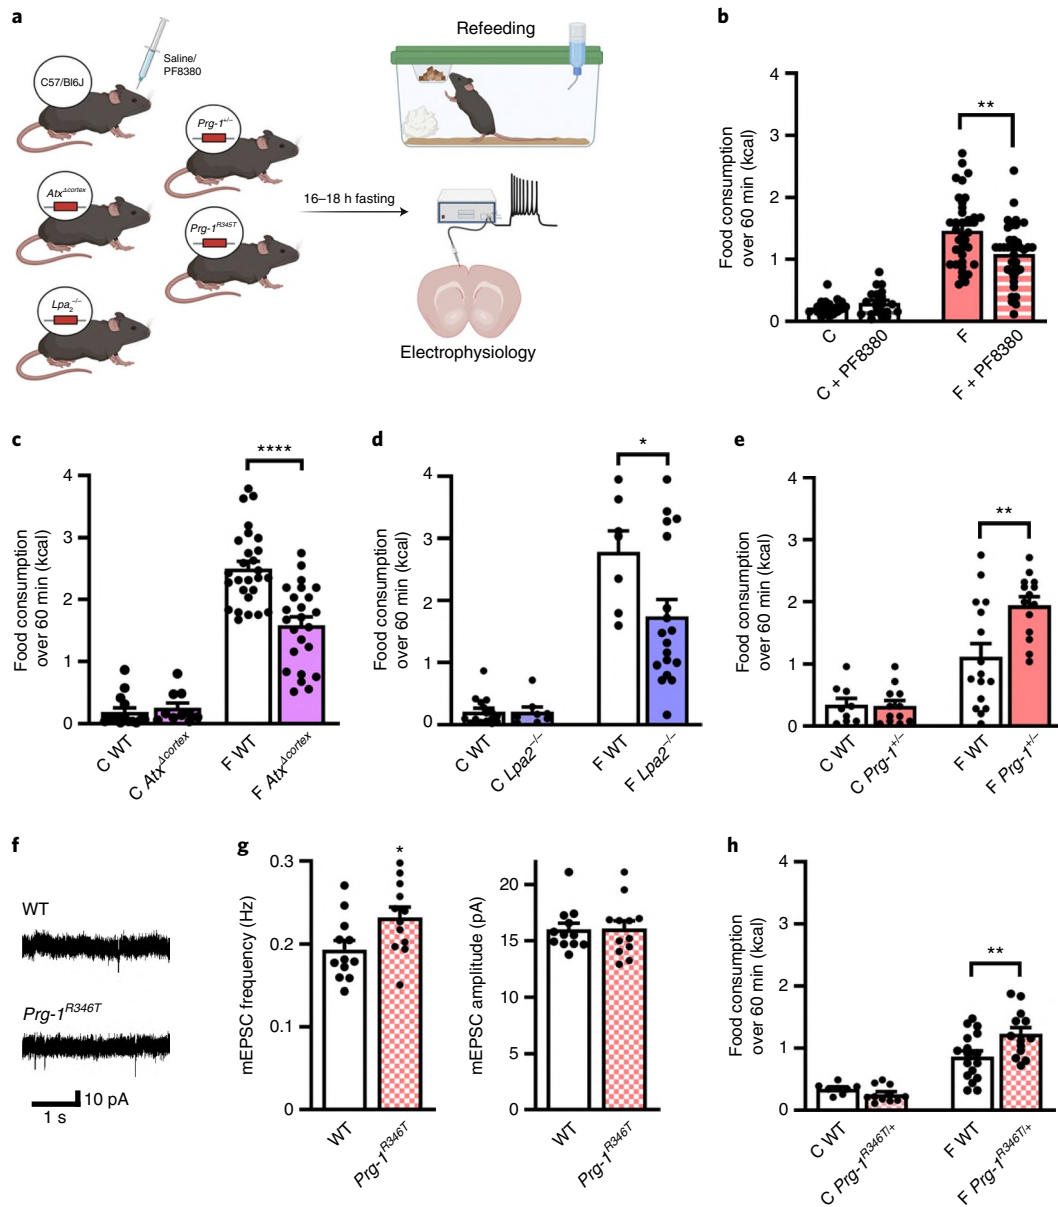 a
C57/Bl6J
Saline/
PF8380
Prg-1+/–
AtxΔcortex
Prg-1R345T
Lpa2–/–
16–18 h fasting
Refeeding
Electrophysiology
b
Food consumption
over 60 min (kcal)
4
3
2
1
0
**
C
C + PF8380
F
F + PF8380
c
Food consumption
over 60 min (kcal)
4
3
2
1
0
****
C WT
C AtxΔcortex
F WT
F AtxΔcortex
d
Food consumption
over 60 min (kcal)
4
3
2
1
0
*
C WT
C Lpa2–/–
F WT
F Lpa2–/–
e
Food consumption
over 60 min (kcal)
4
3
2
1
0
**
C WT
C Prg-1+/–
F WT
F Prg-1+/–
f
WT
Prg-1R346T
10 pA
1 s
g
mEPSC frequency (Hz)
0.3
0.2
0.1
0
*
WT
Prg-1R346T
mEPSC amplitude (pA)
20
15
10
5
0
WT
Prg-1R346T
h
Food consumption
over 60 min (kcal)
4
3
2
1
0
**
C WT
C Prg-1R346T/+
F WT
F Prg-1R346T/+